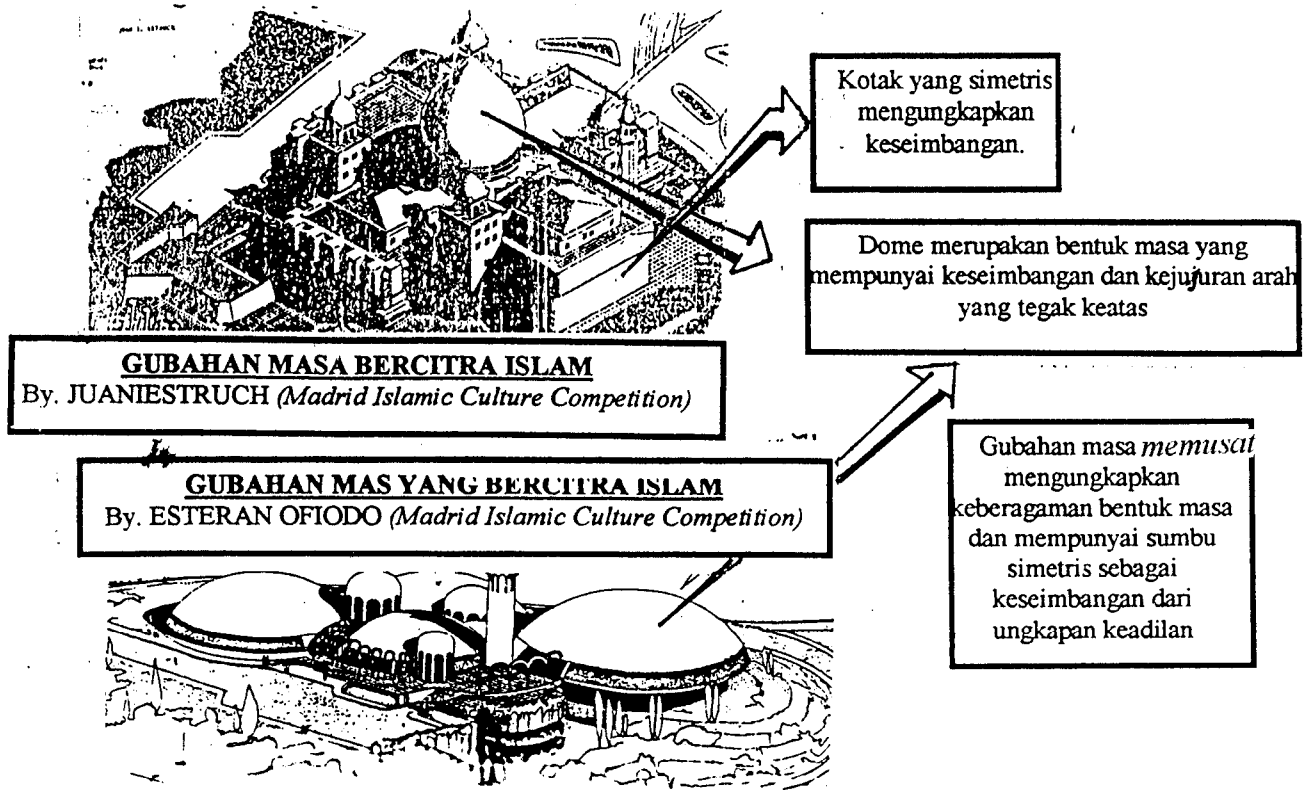 Kotak yang simetris
mengungkapkan
keseimbangan.
Dome merupakan bentuk masa yang
mempunyai keseimbangan dan kejujuran arah
yang tegak keatas
GUBAHAN MASA BERCITRA ISLAM
By. JUANIESTRUCH (Madrid Islamic Culture Competition)
GUBAHAN MAS YANG BERCITRA ISLAM
By. ESTERAN OFIODO (Madrid Islamic Culture Competition)
Gubahan masa memusat
mengungkapkan
keberagaman bentuk masa
dan mempunyai sumbu
simetris sebagai
keseimbangan dari
ungkapan keadilan